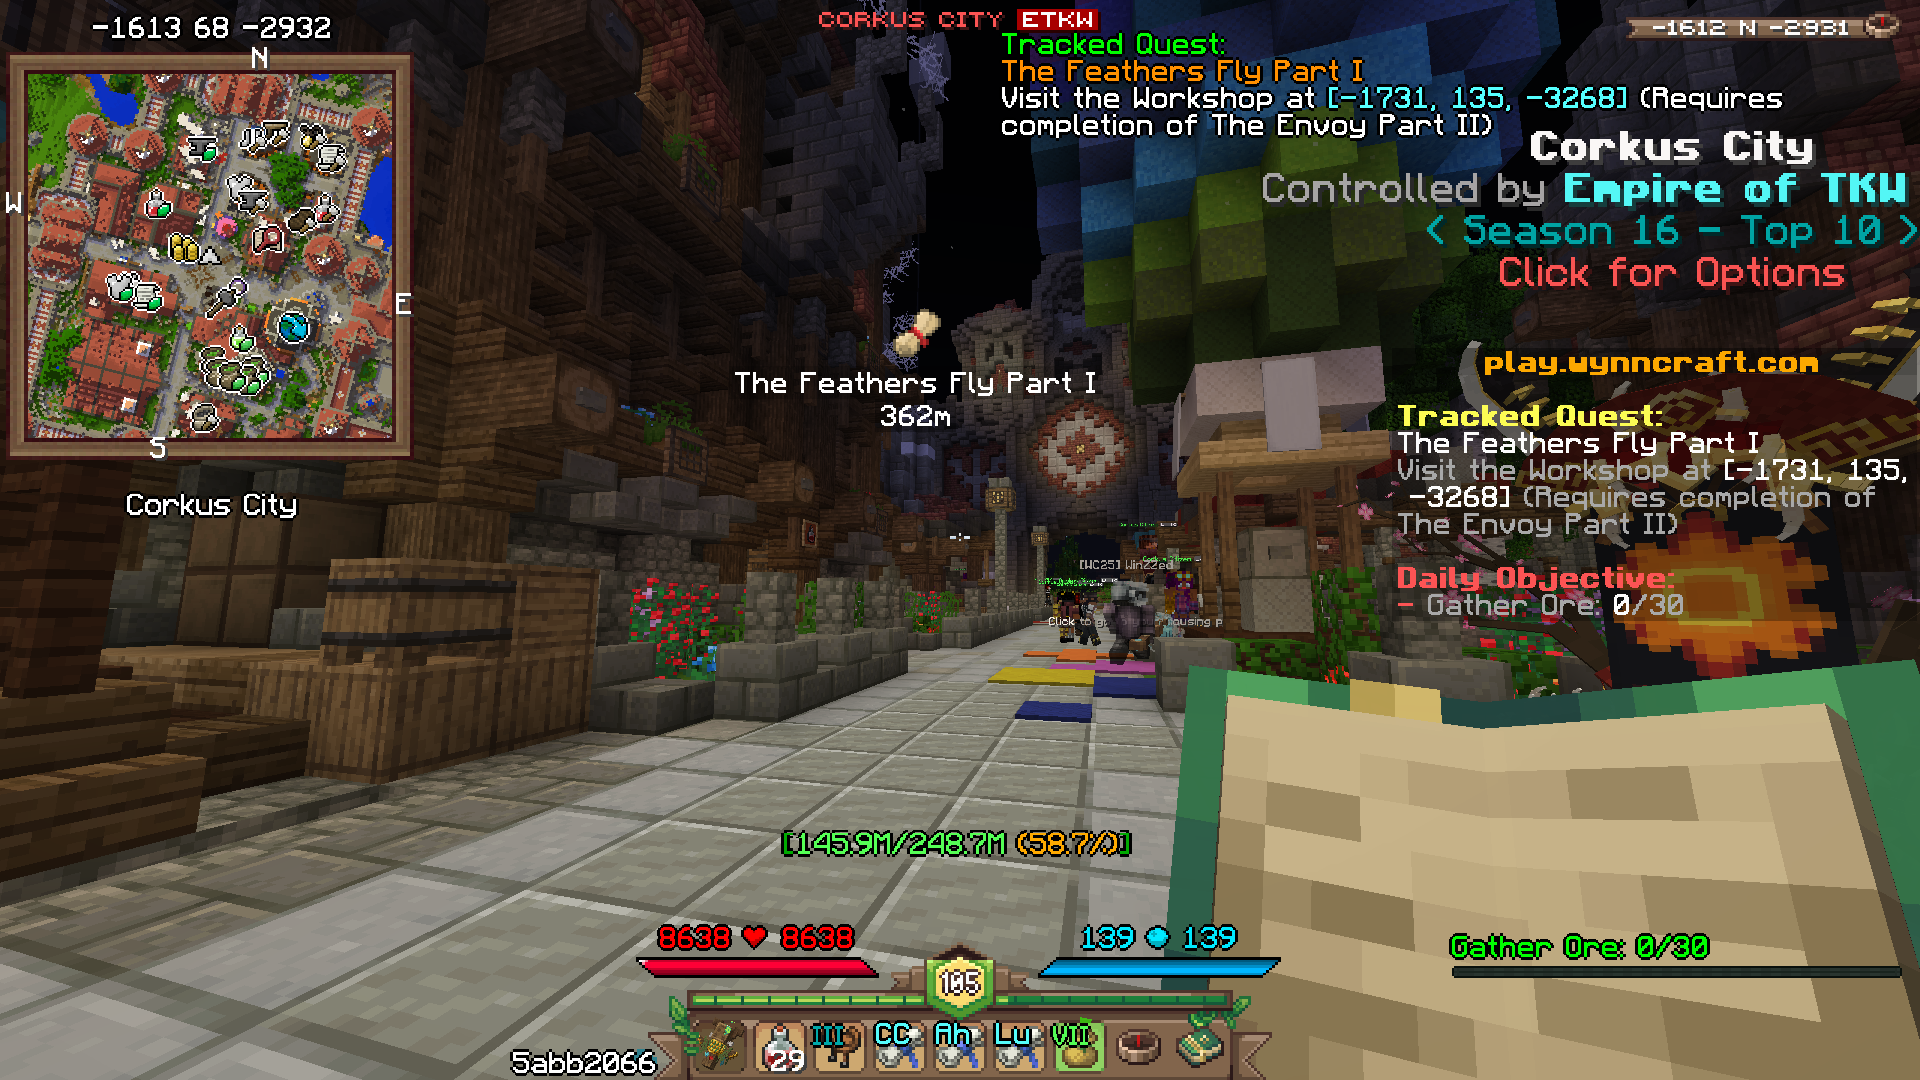 -1613 68 -2932
N
W
E
S
Corkus City
CORKUS CITY ETKW
Tracked Quest:
The Feathers Fly Part I
Visit the Workshop at [-1731, 135, -3268] (Requires
completion of The Envoy Part II)
-1612 N -2931
Corkus City
Controlled by Empire of TKW
< Season 16 - Top 10 >
Click for Options
play.wynncraft.com
Tracked Quest:
The Feathers Fly Part I
Visit the Workshop at [-1731, 135,
-3268] (Requires completion of
The Envoy Part II)
Daily Objective:
- Gather Ore: 0/30
The Feathers Fly Part I
362m
[WC25] WinZZed
Click to
housing
[145.9M/248.7M (58.7%)]
8638 8638
139 139
105
Gather Ore: 0/30
29
III
CC
Ah
Lu
VII
5abb2066